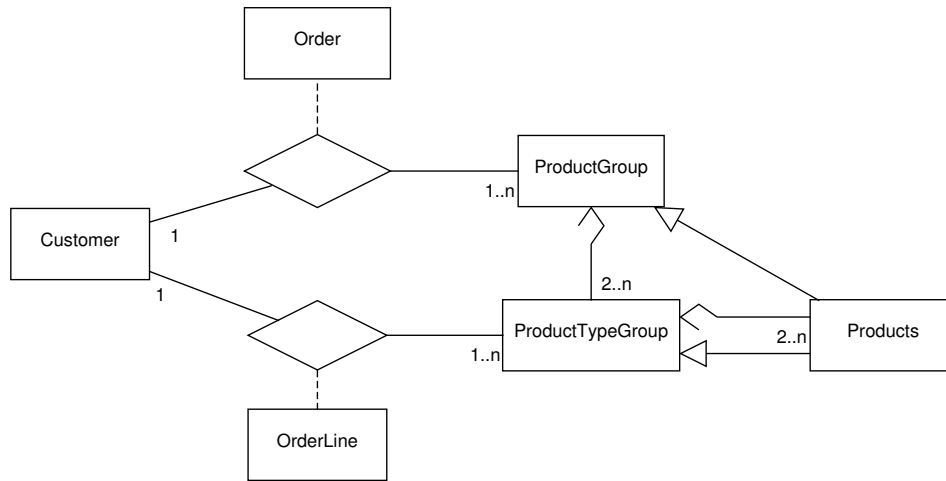 Order
ProductGroup
1..n
Customer
1
1
2..n
ProductTypeGroup
Products
1..n
2..n
OrderLine